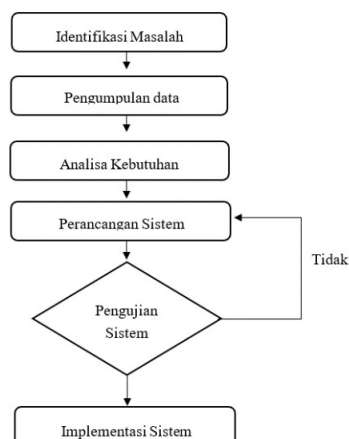 Identifikasi Masalah
Pengumpulan data
Analisa Kebutuhan
Perancangan Sistem
Tidak
Pengujian
Sistem
Implementasi Sistem